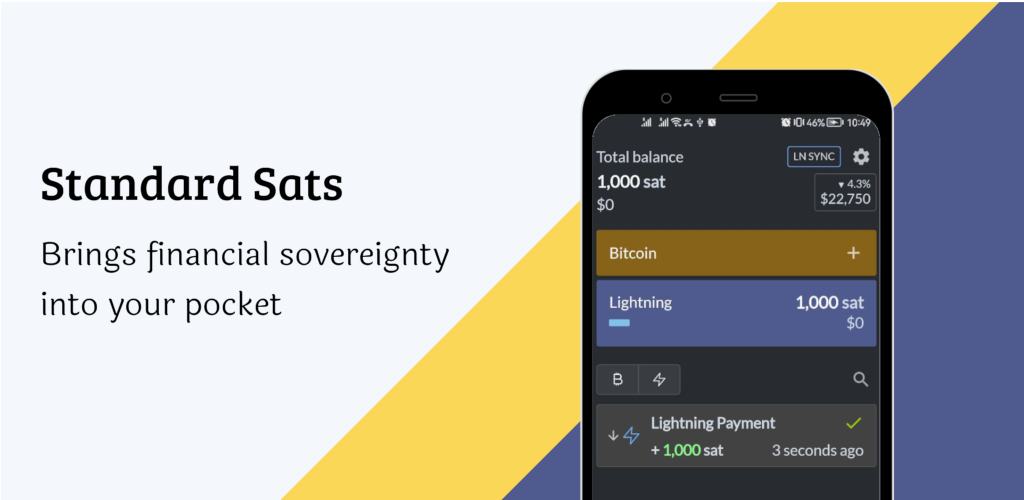 Standard Sats
Brings financial sovereignty
into your pocket
46% 10:49
Total balance
LN SYNC
1,000 sat
$0
▾ 4.3%
$22,750
Bitcoin +
Lightning
1,000 sat
$0
Lightning Payment
+ 1,000 sat
3 seconds ago